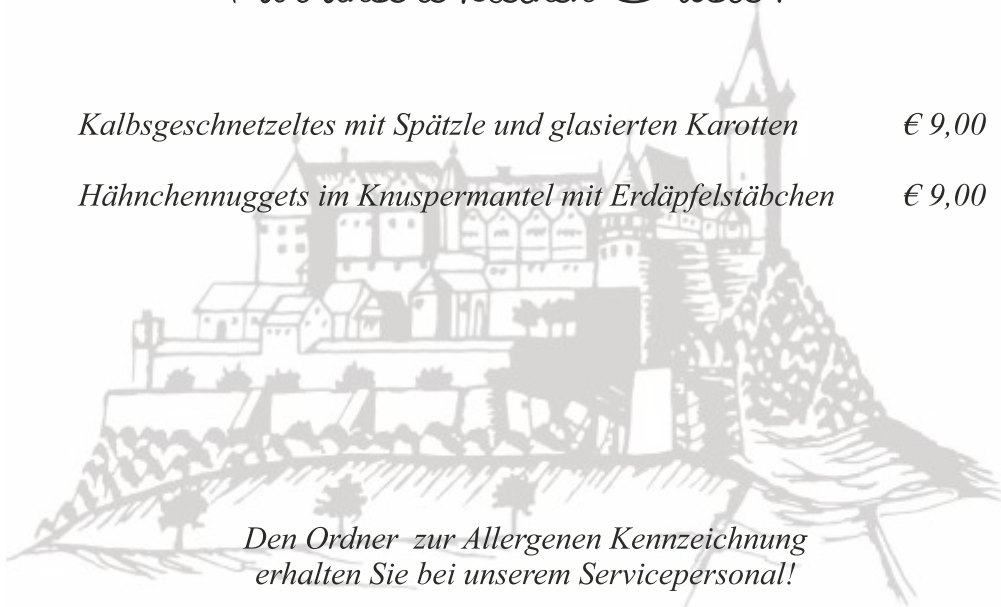 Kalbsgeschnetzeltes mit Spätzle und glasierten Karotten € 9,00
Hähnchennuggets im Knuspermantel mit Erdäpfelstäbchen € 9,00
Den Ordner zur Allergenen Kennzeichnung
erhalten Sie bei unserem Servicepersonal!